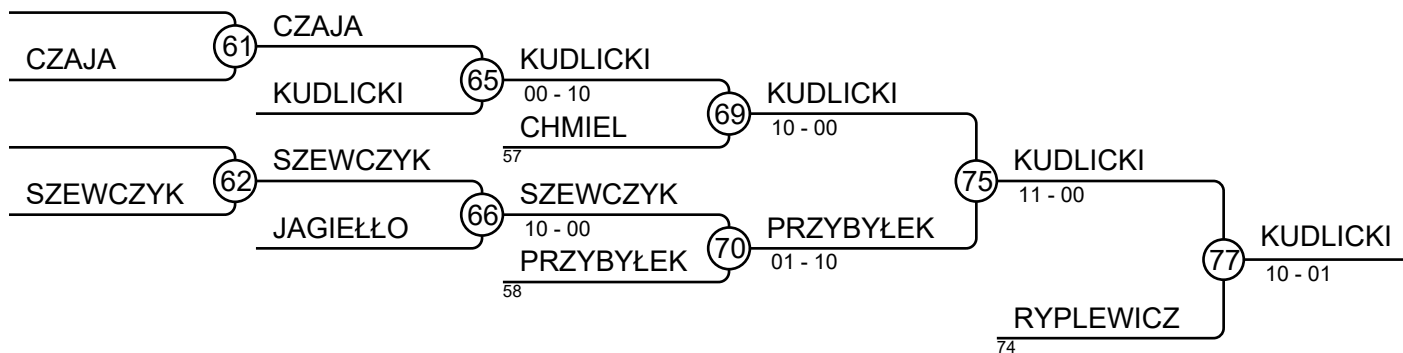 CZAJA
61
CZAJA
KUDLICKI
65
KUDLICKI
00 - 10
CHMIEL
57
69
KUDLICKI
10 - 00
SZEWCZYK
62
SZEWCZYK
JAGIEŁŁO
66
SZEWCZYK
10 - 00
PRZYBYŁEK
58
70
PRZYBYŁEK
01 - 10
75
KUDLICKI
11 - 00
RYPLEWICZ
74
77
KUDLICKI
10 - 01